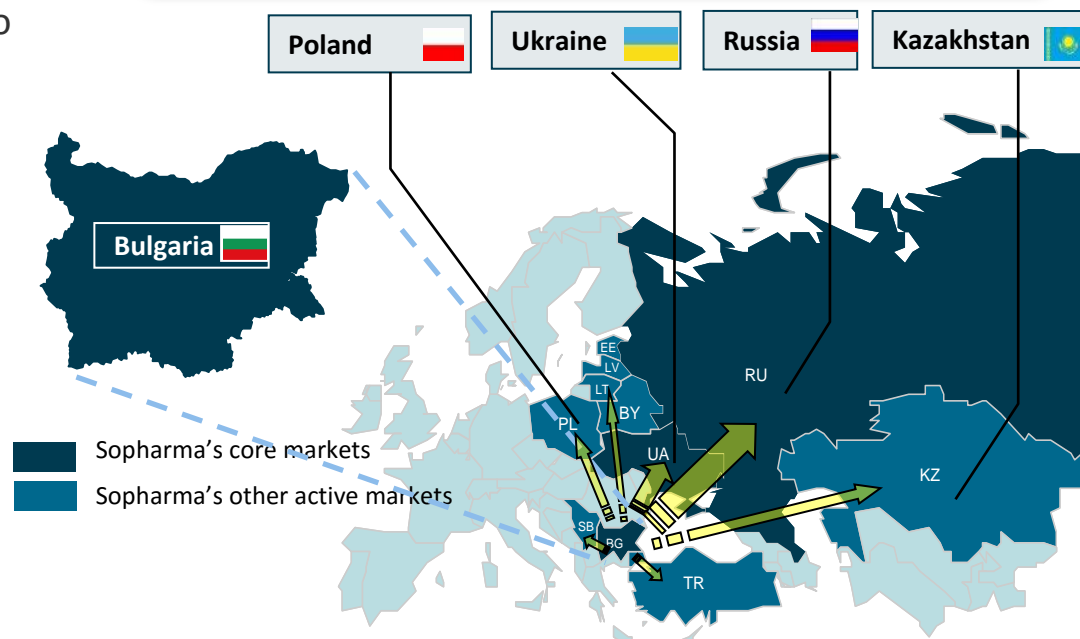 Poland
Ukraine
Russia
Kazakhstan
Bulgaria
EE
LV
LT
BY
RU
PL
UA
KZ
Sopharma's core markets
Sopharma's other active markets
SB
BG
TR